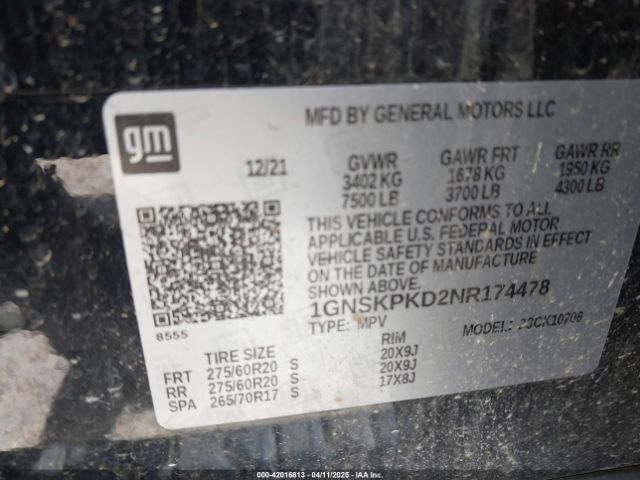 gm
MFD BY GENERAL MOTORS LLC
12/21 GVWR GAWR FRT GAWR RR
3402 KG 1678 KG 1950 KG
7500 LB 3700 LB 4300 LB
THIS VEHICLE CONFORMS TO ALL
APPLICABLE U.S. FEDERAL MOTOR
VEHICLE SAFETY STANDARDS IN EFFECT
ON THE DATE OF MANUFACTURE
SHOWN ABOVE.
1GNSKPKD2NR174478
TYPE: MPV MODEL:
8555
TIRE SIZE RIM
FRT 275/60R20 S 20X9J
RR 275/60R20 S 20X9J
SPA 265/70R17 S 17X8J
000-42016813 - 04/11/2025 - IAAI.COM